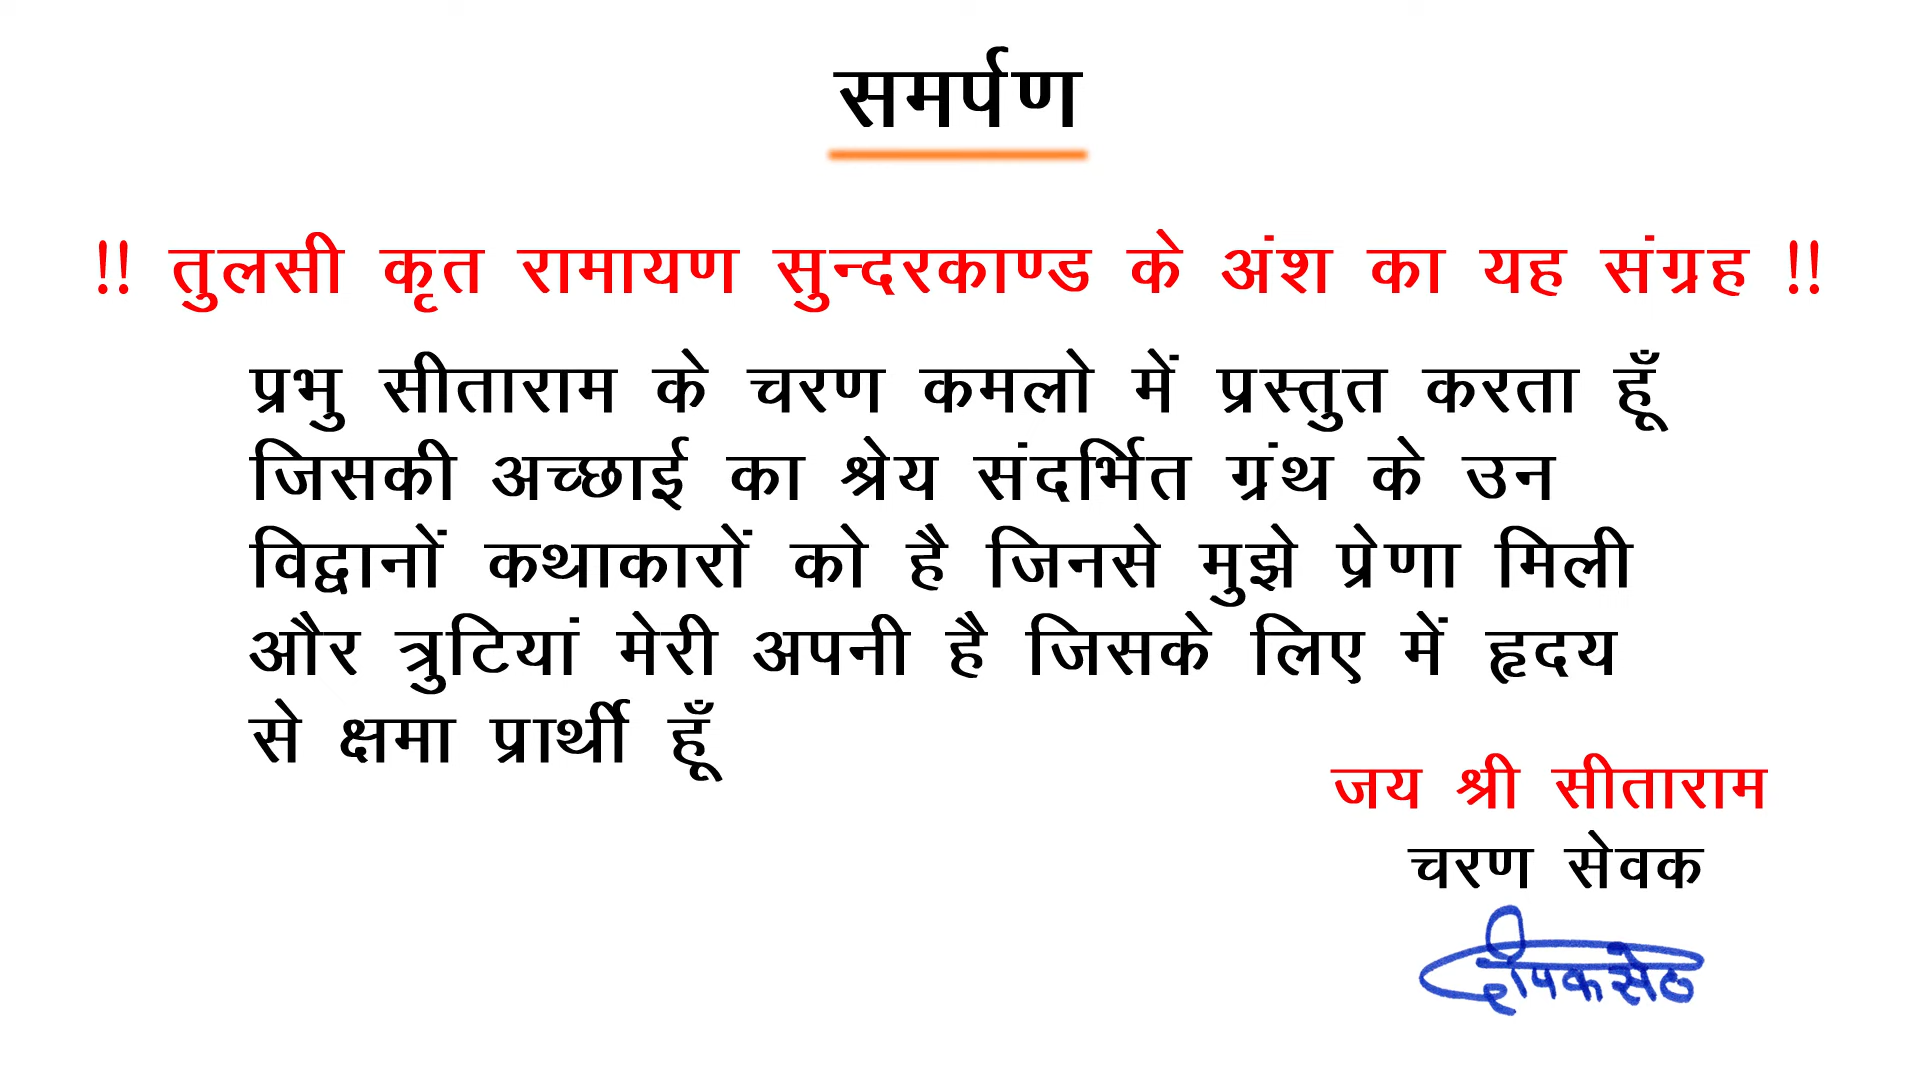 समर्पण
!! तुलसी कृत रामायण सुन्दरकाण्ड के अंश का यह संग्रह !!
प्रभु सीताराम के चरण कमलो में प्रस्तुत करता हूँ
जिसकी अच्छाई का श्रेय संदर्भित ग्रंथ के उन
विद्वानों कथाकारों को है जिनसे मुझे प्रेणा मिली
और त्रुटियां मेरी अपनी है जिसके लिए में हृदय
से क्षमा प्रार्थी हूँ
जय श्री सीताराम
चरण सेवक
दीपक सेठ